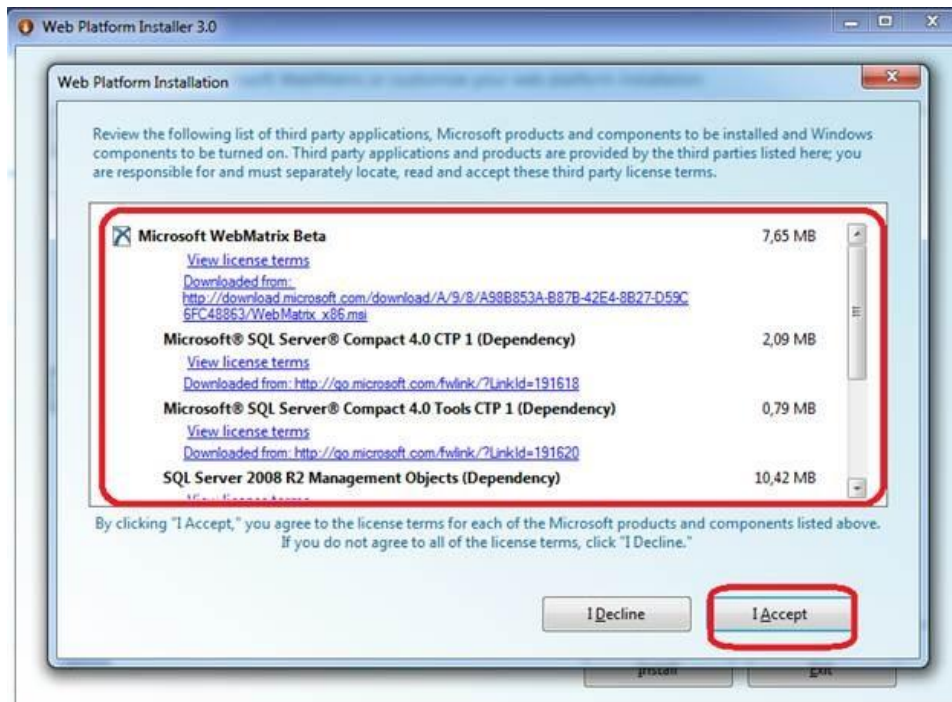 Web Platform Installer 3.0
Web Platform Installation
Review the following list of third party applications, Microsoft products and components to be installed and Windows
components to be turned on. Third party applications and products are provided by the third parties listed here; you
are responsible for and must separately locate, read and accept these third party license terms.
Microsoft WebMatrix Beta 7,65 MB
View license terms
Downloaded from:
http://download.microsoft.com/download/A/9/8/A98B853A-B87B-42E4-8B27-D59C
6FC48863/WebMatrix_x86.msi
Microsoft® SQL Server® Compact 4.0 CTP 1 (Dependency) 2,09 MB
View license terms
Downloaded from: http://go.microsoft.com/fwlink/?LinkId=191618
Microsoft® SQL Server® Compact 4.0 Tools CTP 1 (Dependency) 0,79 MB
View license terms
Downloaded from: http://go.microsoft.com/fwlink/?LinkId=191620
SQL Server 2008 R2 Management Objects (Dependency) 10,42 MB
View license terms
By clicking "I Accept," you agree to the license terms for each of the Microsoft products and components listed above.
If you do not agree to all of the license terms, click "I Decline."
I Decline I Accept
Install Exit